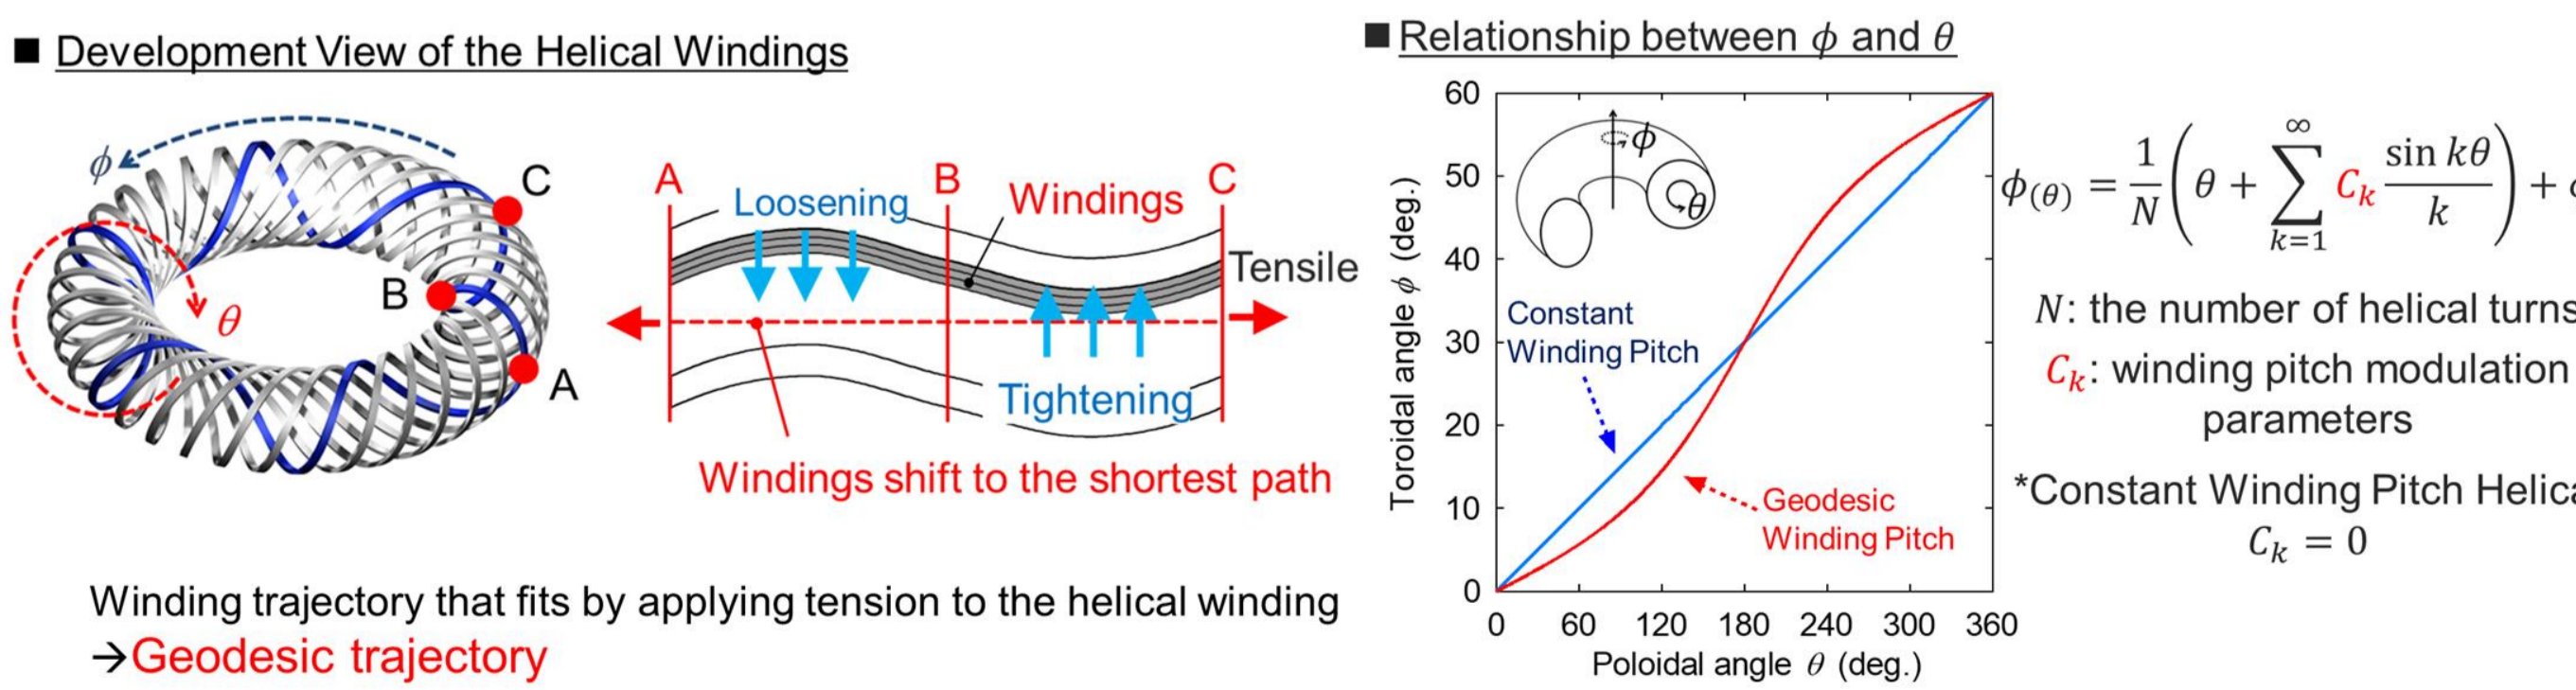 ■ Development View of the Helical Windings
ϕ
C
B
θ
A
A
B
C
Loosening
Windings
Tensile
Tightening
Windings shift to the shortest path
Winding trajectory that fits by applying tension to the helical winding
→Geodesic trajectory
■ Relationship between ϕ and θ
60
50
40
30
20
10
0
Toroidal angle ϕ (deg.)
ϕ
θ
Constant
Winding Pitch
Geodesic
Winding Pitch
0 60 120 180 240 300 360
Poloidal angle θ (deg.)
ϕ(θ) = 1/N (θ + ∑_{k=1}^{∞} C_k sin kθ / k) +
N: the number of helical turns
C_k: winding pitch modulation
parameters
*Constant Winding Pitch Helica
C_k = 0